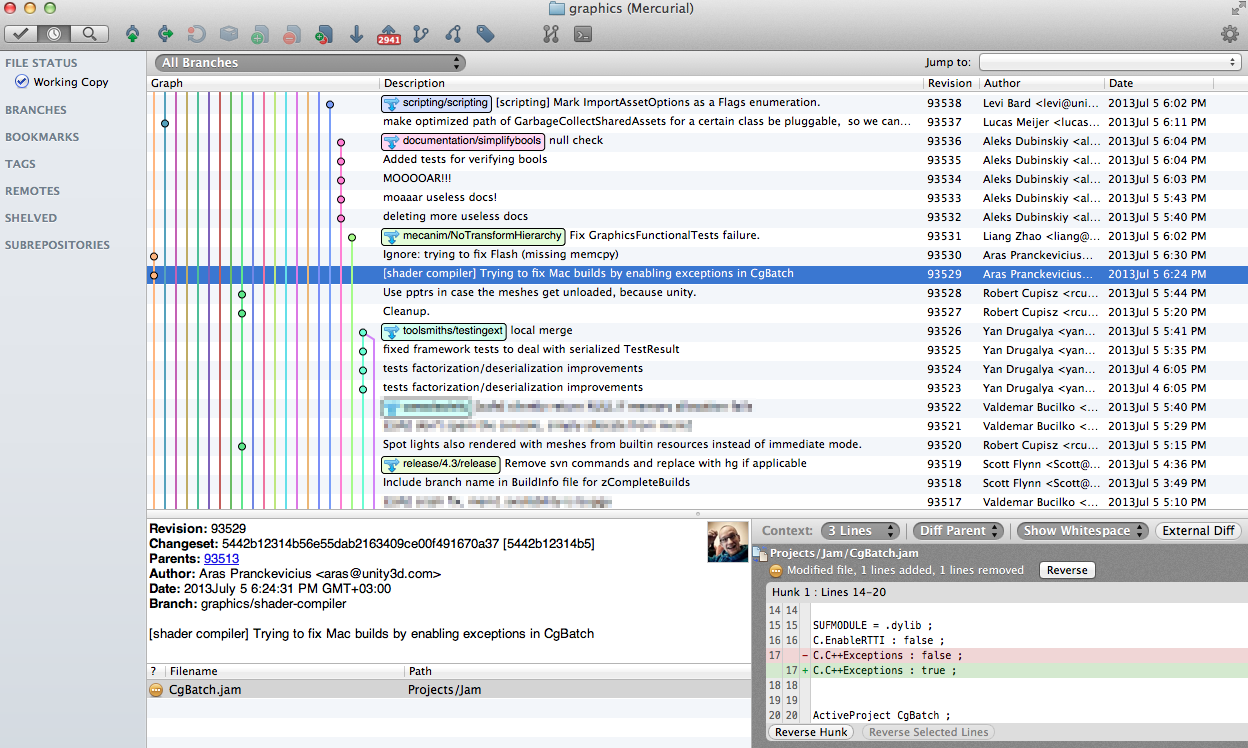 graphics (Mercurial)
2941
FILE STATUS
Working Copy
BRANCHES
BOOKMARKS
TAGS
REMOTES
SHELVED
SUBREPOSITORIES
All Branches
Jump to:
Graph Description Revision Author Date
scripting/scripting [scripting] Mark ImportAssetOptions as a Flags enumeration. 93538 Levi Bard <levi@uni... 2013Jul 5 6:02 PM
make optimized path of GarbageCollectSharedAssets for a certain class be pluggable, so we can... 93537 Lucas Meijer <lucas... 2013Jul 5 6:11 PM
documentation/simplifybools null check 93536 Aleks Dubinskiy <al... 2013Jul 5 6:04 PM
Added tests for verifying bools 93535 Aleks Dubinskiy <al... 2013Jul 5 6:04 PM
MOOOOAR!!! 93534 Aleks Dubinskiy <al... 2013Jul 5 6:03 PM
moaaar useless docs! 93533 Aleks Dubinskiy <al... 2013Jul 5 5:43 PM
deleting more useless docs 93532 Aleks Dubinskiy <al... 2013Jul 5 5:40 PM
mecanim/NoTransformHierarchy Fix GraphicsFunctionalTests failure. 93531 Liang Zhao <liang@... 2013Jul 5 6:02 PM
Ignore: trying to fix Flash (missing memcpy) 93530 Aras Pranckevicius... 2013Jul 5 6:30 PM
[shader compiler] Trying to fix Mac builds by enabling exceptions in CgBatch 93529 Aras Pranckevicius... 2013Jul 5 6:24 PM
Use pptrs in case the meshes get unloaded, because unity. 93528 Robert Cupisz <rcu... 2013Jul 5 5:44 PM
Cleanup. 93527 Robert Cupisz <rcu... 2013Jul 5 5:20 PM
toolsmiths/testingext local merge 93526 Yan Drugalya <yan... 2013Jul 5 5:41 PM
fixed framework tests to deal with serialized TestResult 93525 Yan Drugalya <yan... 2013Jul 5 5:35 PM
tests factorization/deserialization improvements 93524 Yan Drugalya <yan... 2013Jul 4 6:05 PM
tests factorization/deserialization improvements 93523 Yan Drugalya <yan... 2013Jul 4 6:05 PM
93522 Valdemar Bucilko <... 2013Jul 5 5:40 PM
93521 Valdemar Bucilko <... 2013Jul 5 5:29 PM
Spot lights also rendered with meshes from builtin resources instead of immediate mode. 93520 Robert Cupisz <rcu... 2013Jul 5 5:15 PM
release/4.3/release Remove svn commands and replace with hg if applicable 93519 Scott Flynn <Scott@... 2013Jul 5 4:36 PM
Include branch name in BuildInfo file for zCompleteBuilds 93518 Scott Flynn <Scott@... 2013Jul 5 3:49 PM
93517 Valdemar Bucilko <... 2013Jul 5 5:10 PM
Revision: 93529
Changeset: 5442b12314b56e55dab2163409ce00f491670a37 [5442b12314b5]
Parents: 93513
Author: Aras Pranckevicius <aras@unity3d.com>
Date: 2013July 5 6:24:31 PM GMT+03:00
Branch: graphics/shader-compiler
[shader compiler] Trying to fix Mac builds by enabling exceptions in CgBatch
? Filename Path
CgBatch.jam Projects/Jam
Context: 3 Lines Diff Parent Show Whitespace External Diff
Projects/Jam/CgBatch.jam
Modified file, 1 lines added, 1 lines removed Reverse
Hunk 1 : Lines 14-20
14 14
15 15 SUFMODULE = .dylib ;
16 16 C.EnableRTTI : false ;
17 - C.C++Exceptions : false ;
17 + C.C++Exceptions : true ;
18 18
19 19
20 20 ActiveProject CgBatch ;
Reverse Hunk Reverse Selected Lines